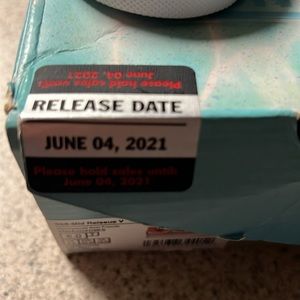 Please hold sales until:
June 04, 2021
RELEASE DATE
JUNE 04, 2021
Please hold sales until:
June 04, 2021